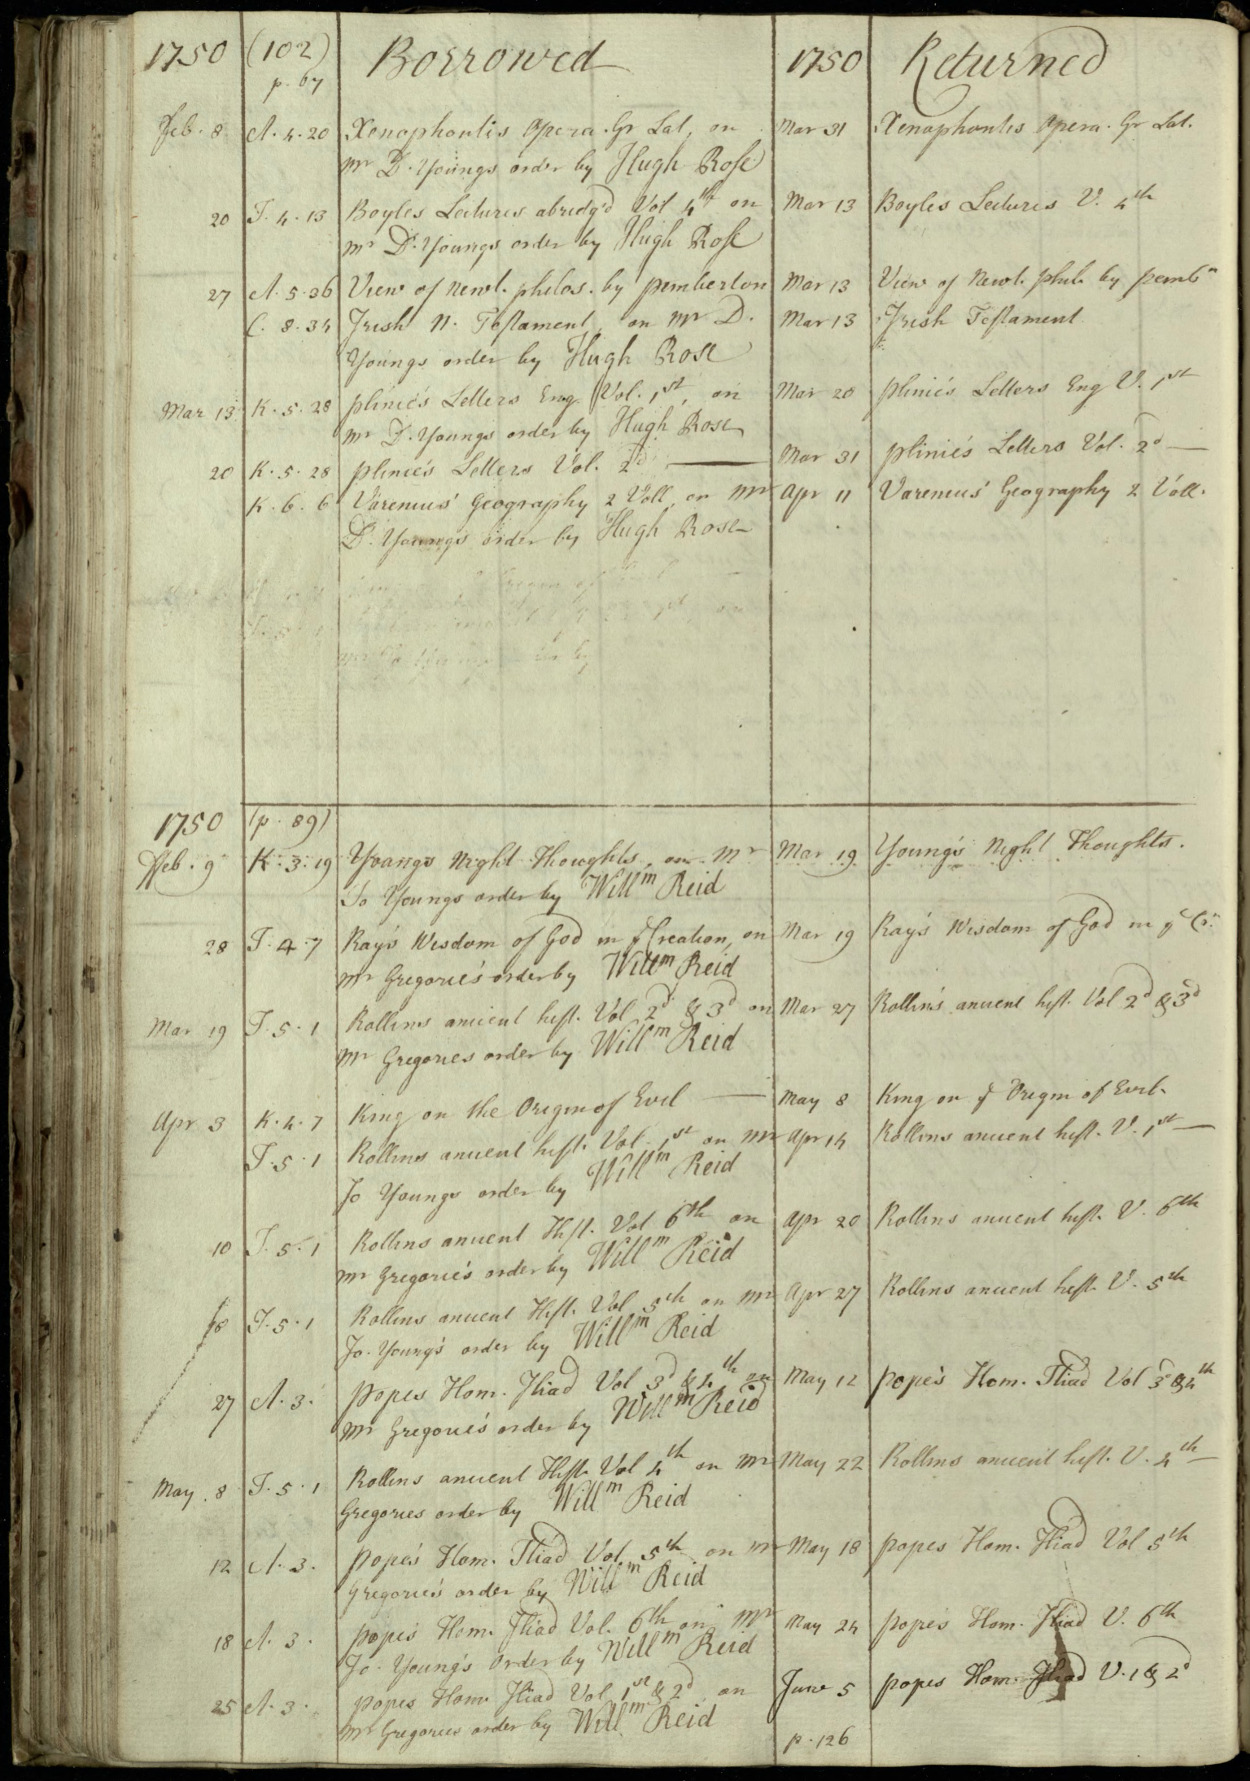 1750 (102) Borrowed 1750 Returned
p. 67
Feb. 8 A. 4. 20 Xenophontis Opera. Gr Lat, on Mar 31 Xenophontis Opera. Gr Lat.
Mr D. Youngs order by Hugh Rose
20 J. 4. 13 Boyles Lectures abridg'd Vol 4th on Mar 13 Boyles Lectures V. 4th
Mr D. Youngs order by Hugh Rose
27 A. 5. 26 View of Newt. philos. by pemberton Mar 13 View of Newt. phil. by pembn
C. 8. 34 Irish N. Testament, on Mr D. Mar 13 Irish Testament
Youngs order by Hugh Rose
Mar 13 K. 5. 28 plinie's Letters Eng. Vol. 1st, on Mar 20 plinie's Letters Eng V. 1st
Mr D. Youngs order by Hugh Rose
20 K. 5. 28 plinie's Letters Vol. 2d — Mar 31 plinie's Letters Vol. 2d —
K. 6. 6 Varenius' Geography 2 Voll, on Mr Apr 11 Varenius' Geography 2 Voll.
D. Youngs order by Hugh Rose
1750 (p. 89)
Feb. 9 K. 3. 19 Youngs Night Thoughts, on Mr Mar 19 Young's Night Thoughts.
Jo Youngs order by Willm Reid
28 J. 4. 7 Ray's Wisdom of God in ye Creation, on Mar 19 Ray's Wisdom of God in ye Cr.
Mr Gregorie's order by Willm Reid
Mar 19 J. 5. 1 Rollins ancient hist. Vol 2d & 3d on Mar 27 Rollin's ancient hist. Vol 2d & 3d
Mr Gregories order by Willm Reid
Apr 3 K. 4. 7 King on the Origin of Evil — May 8 King on ye Origin of Evil.
J. 5. 1 Rollins ancient hist. Vol. 1st on Mr Apr 14 Rollins ancient hist. V. 1st —
Jo Youngs order by Willm Reid
10 J. 5. 1 Rollins ancient Hist. Vol 6th on Apr 20 Rollins ancient hist. V. 6th
Mr Gregorie's order by Willm Reid
18 J. 5. 1 Rollins ancient Hist. Vol 5th on Mr Apr 27 Rollins ancient hist. V. 5th
Jo. Young's order by Willm Reid
27 A. 3. popes Hom. Iliad Vol 3d & 4th on May 12 pope's Hom. Iliad Vol 3d & 4th
Mr Gregorie's order by Willm Reid
May. 8 J. 5. 1 Rollins ancient Hist. Vol 4th on Mr May 22 Rollins ancient hist. V. 4th —
Gregories order by Willm Reid
12 A. 3. pope's Hom. Iliad Vol. 5th on Mr May 18 popes Hom. Iliad Vol 5th
Gregorie's order by Willm Reid
18 A. 3. popes Hom. Iliad Vol. 6th on Mr May 24 popes Hom. Iliad V. 6th
Jo. Young's order by Willm Reid
25 A. 3. popes Hom. Iliad Vol 1st & 2d, on June 5 popes Hom. Iliad V. 1 & 2d
Mr Gregories order by Willm Reid
p. 126